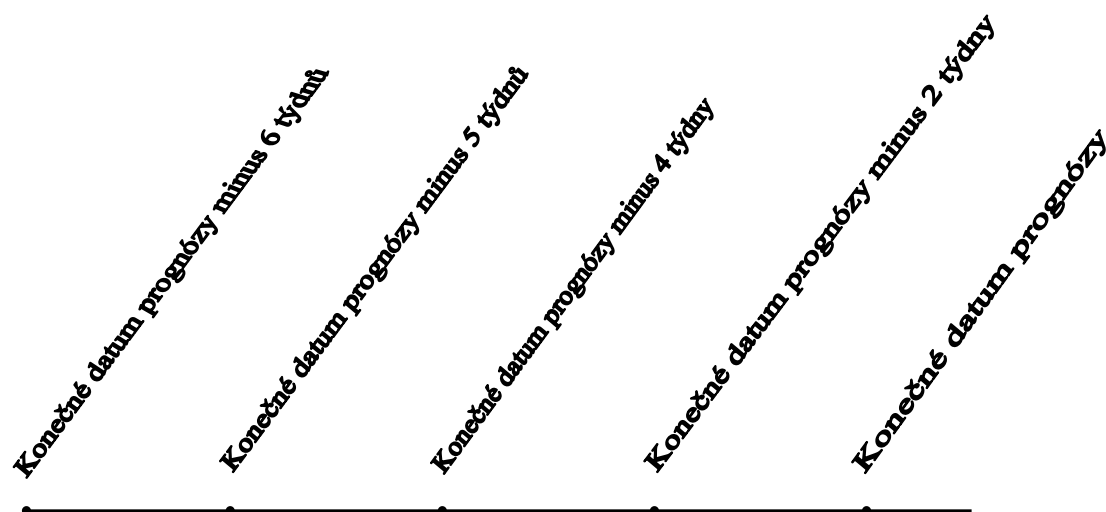 Konečné datum prognózy minus 6 týdnů
Konečné datum prognózy minus 5 týdnů
Konečné datum prognózy minus 4 týdny
Konečné datum prognózy minus 2 týdny
Konečné datum prognózy